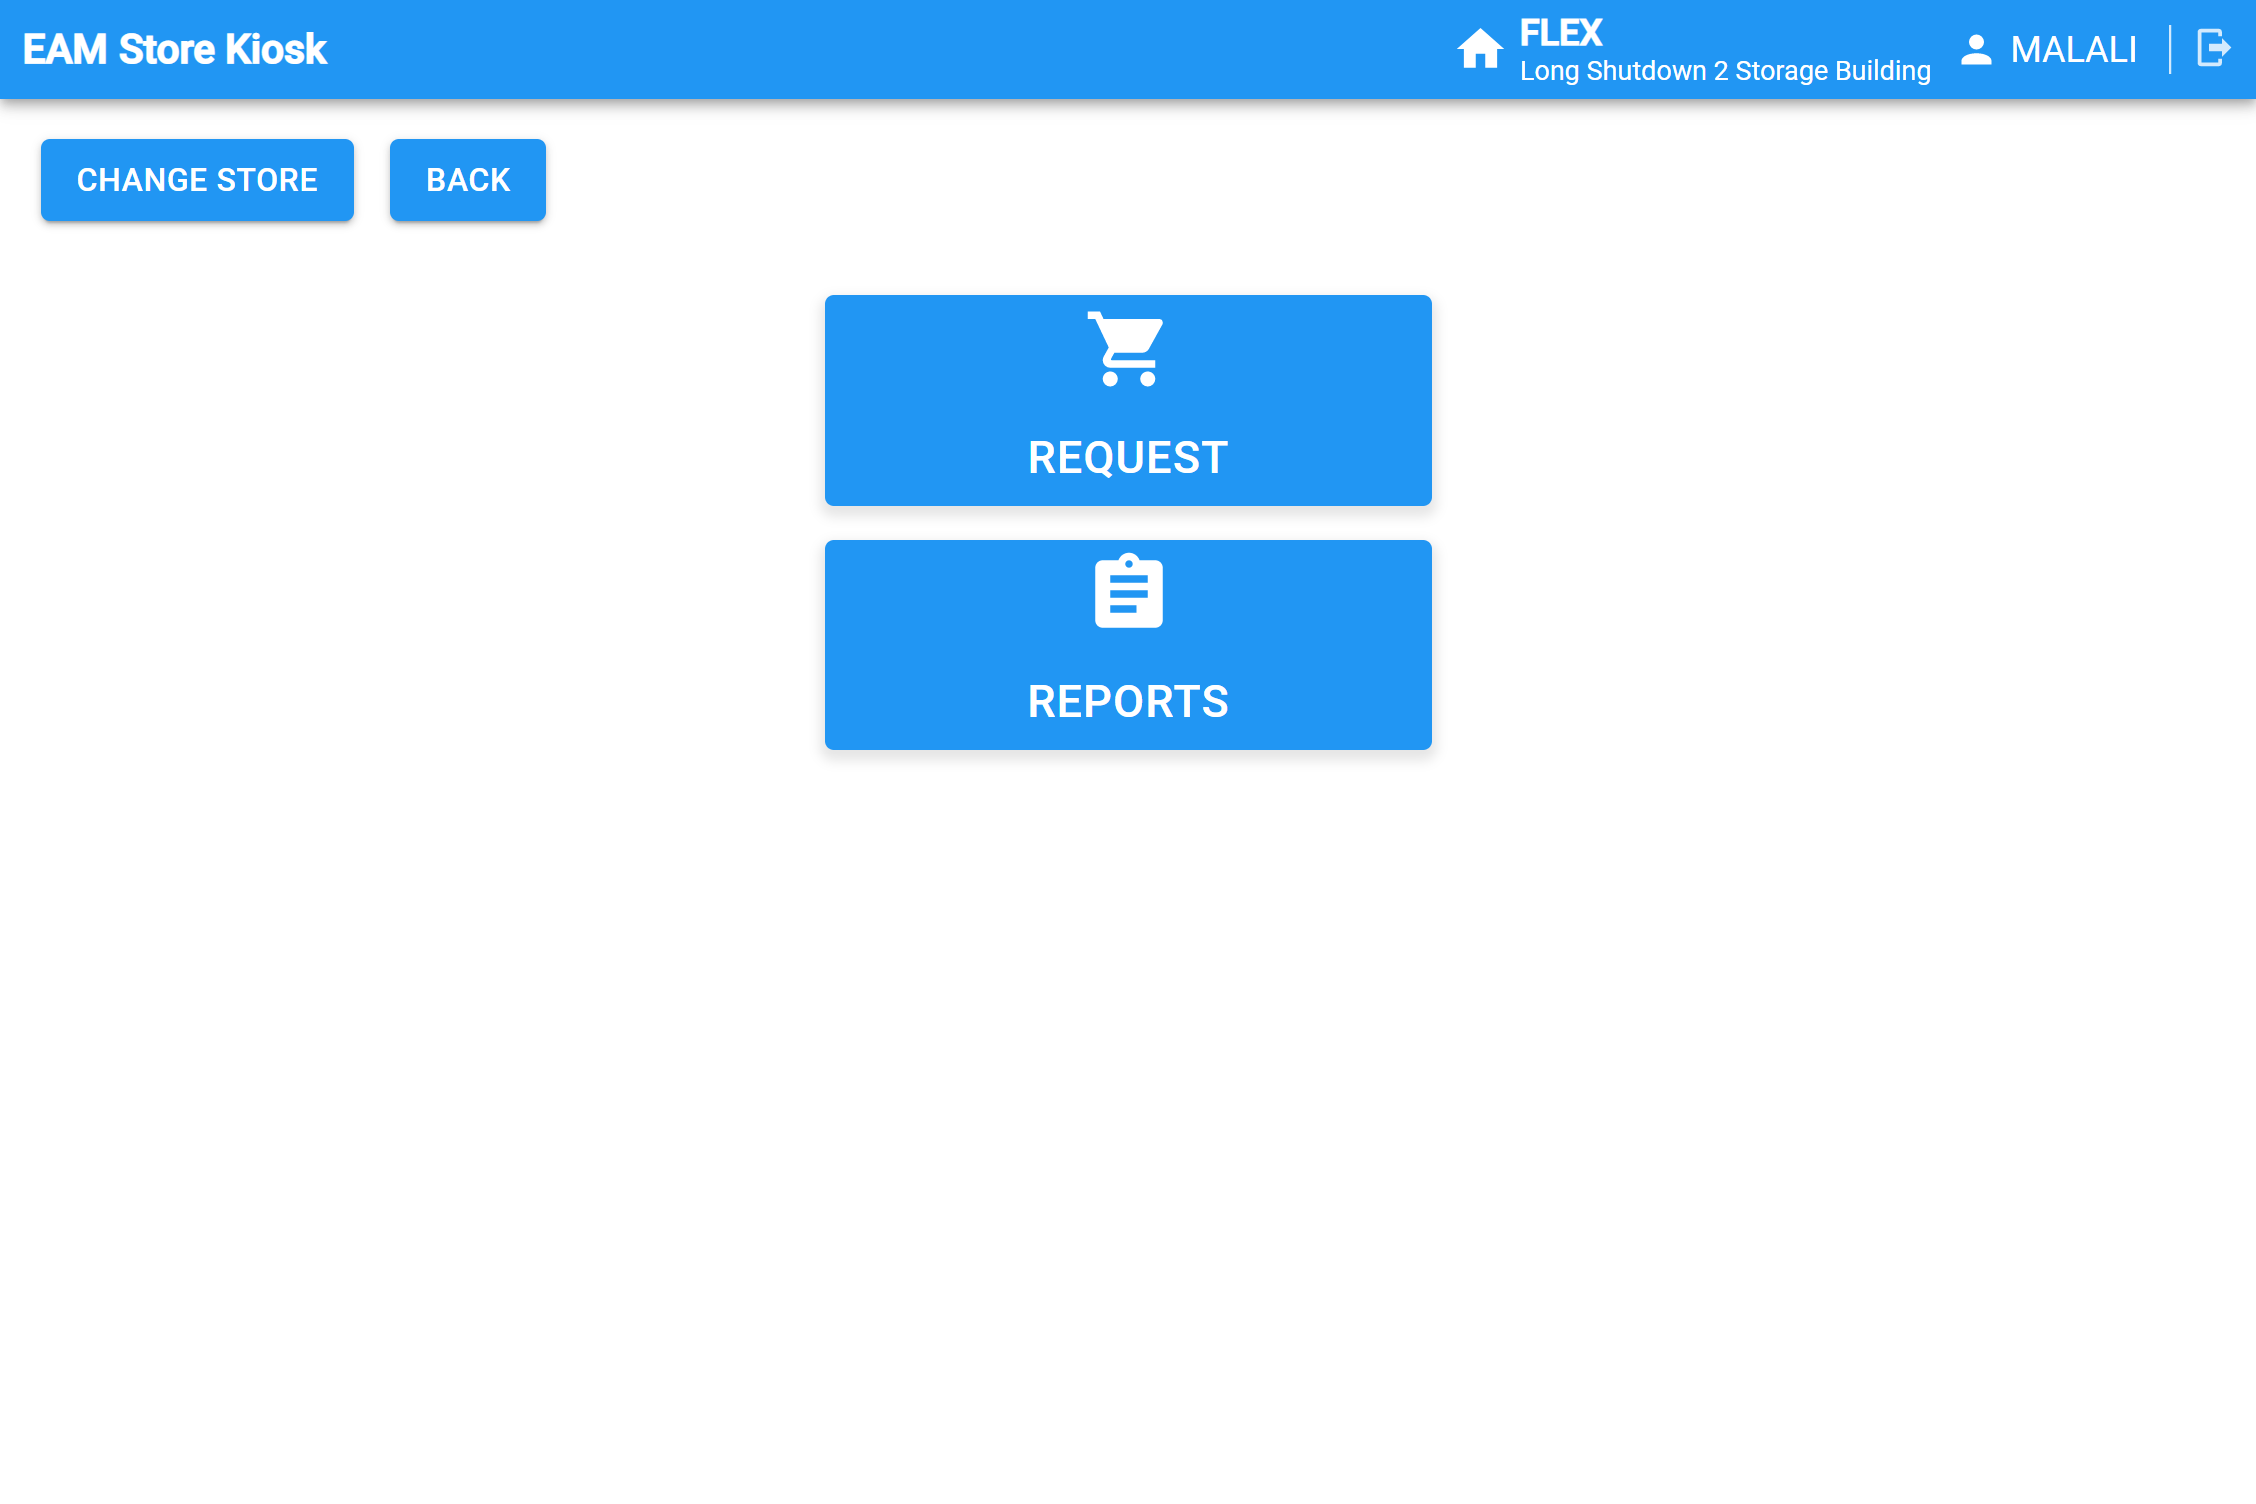 EAM Store Kiosk
FLEX
Long Shutdown 2 Storage Building
MALALI
CHANGE STORE
BACK
REQUEST
REPORTS